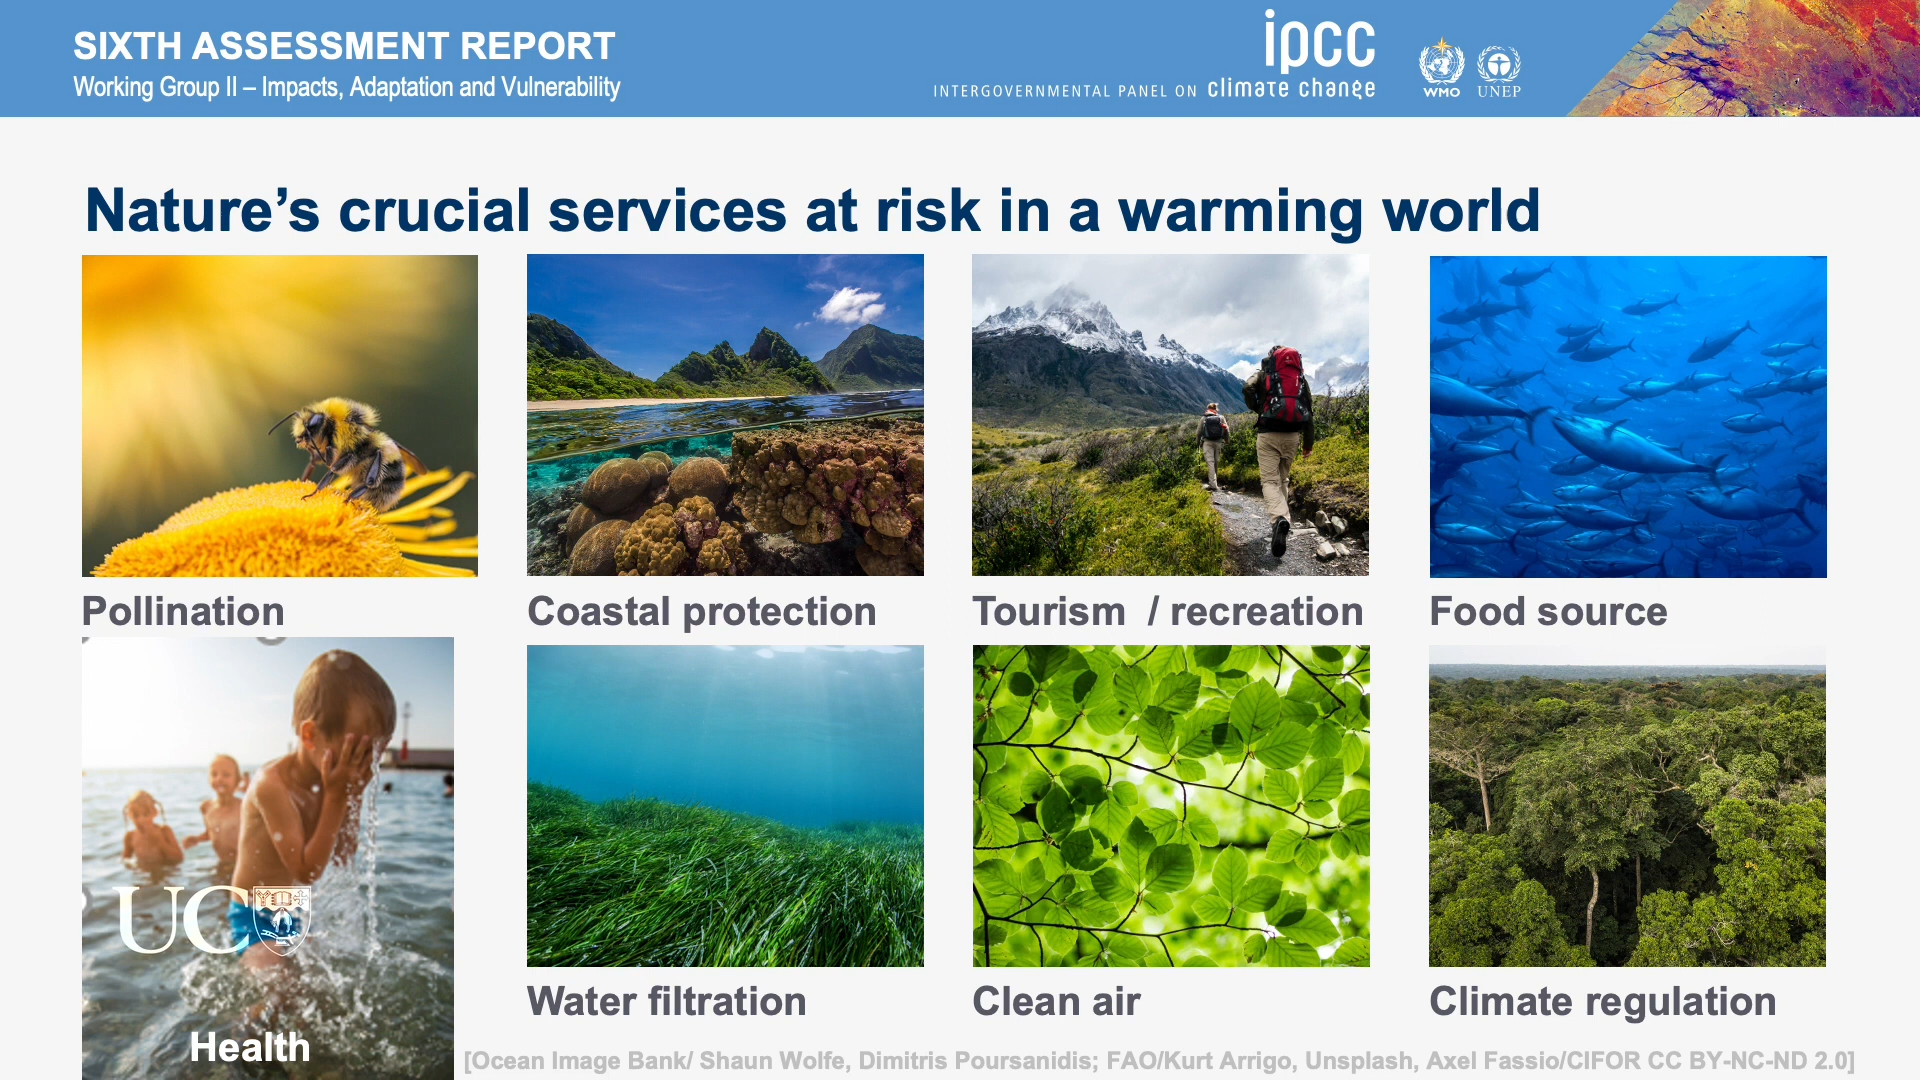 SIXTH ASSESSMENT REPORT
Working Group II – Impacts, Adaptation and Vulnerability
ipcc
INTERGOVERNMENTAL PANEL ON climate change
WMO
UNEP
Nature’s crucial services at risk in a warming world
Pollination
Coastal protection
Tourism / recreation
Food source
UC
Health
Water filtration
Clean air
Climate regulation
[Ocean Image Bank/ Shaun Wolfe, Dimitris Poursanidis; FAO/Kurt Arrigo, Unsplash, Axel Fassio/CIFOR CC BY-NC-ND 2.0]